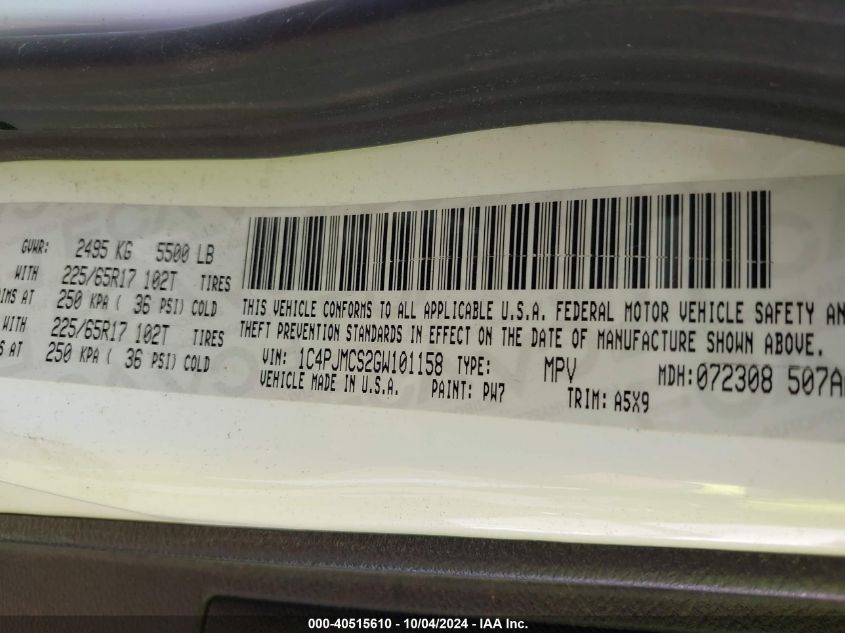 GVWR: 2495 KG 5500 LB
WITH 225/65R17 102T TIRES
RIMS AT 250 KPA ( 36 PSI) COLD
WITH 225/65R17 102T TIRES
AT 250 KPA ( 36 PSI) COLD
THIS VEHICLE CONFORMS TO ALL APPLICABLE U.S.A. FEDERAL MOTOR VEHICLE SAFETY AN
THEFT PREVENTION STANDARDS IN EFFECT ON THE DATE OF MANUFACTURE SHOWN ABOVE.
VIN: 1C4PJMCS2GW101158 TYPE: MPV MDH: 072308 507A
VEHICLE MADE IN U.S.A. PAINT: PW7 TRIM: A5X9
000-40515610 - 10/04/2024 - IAA Inc.